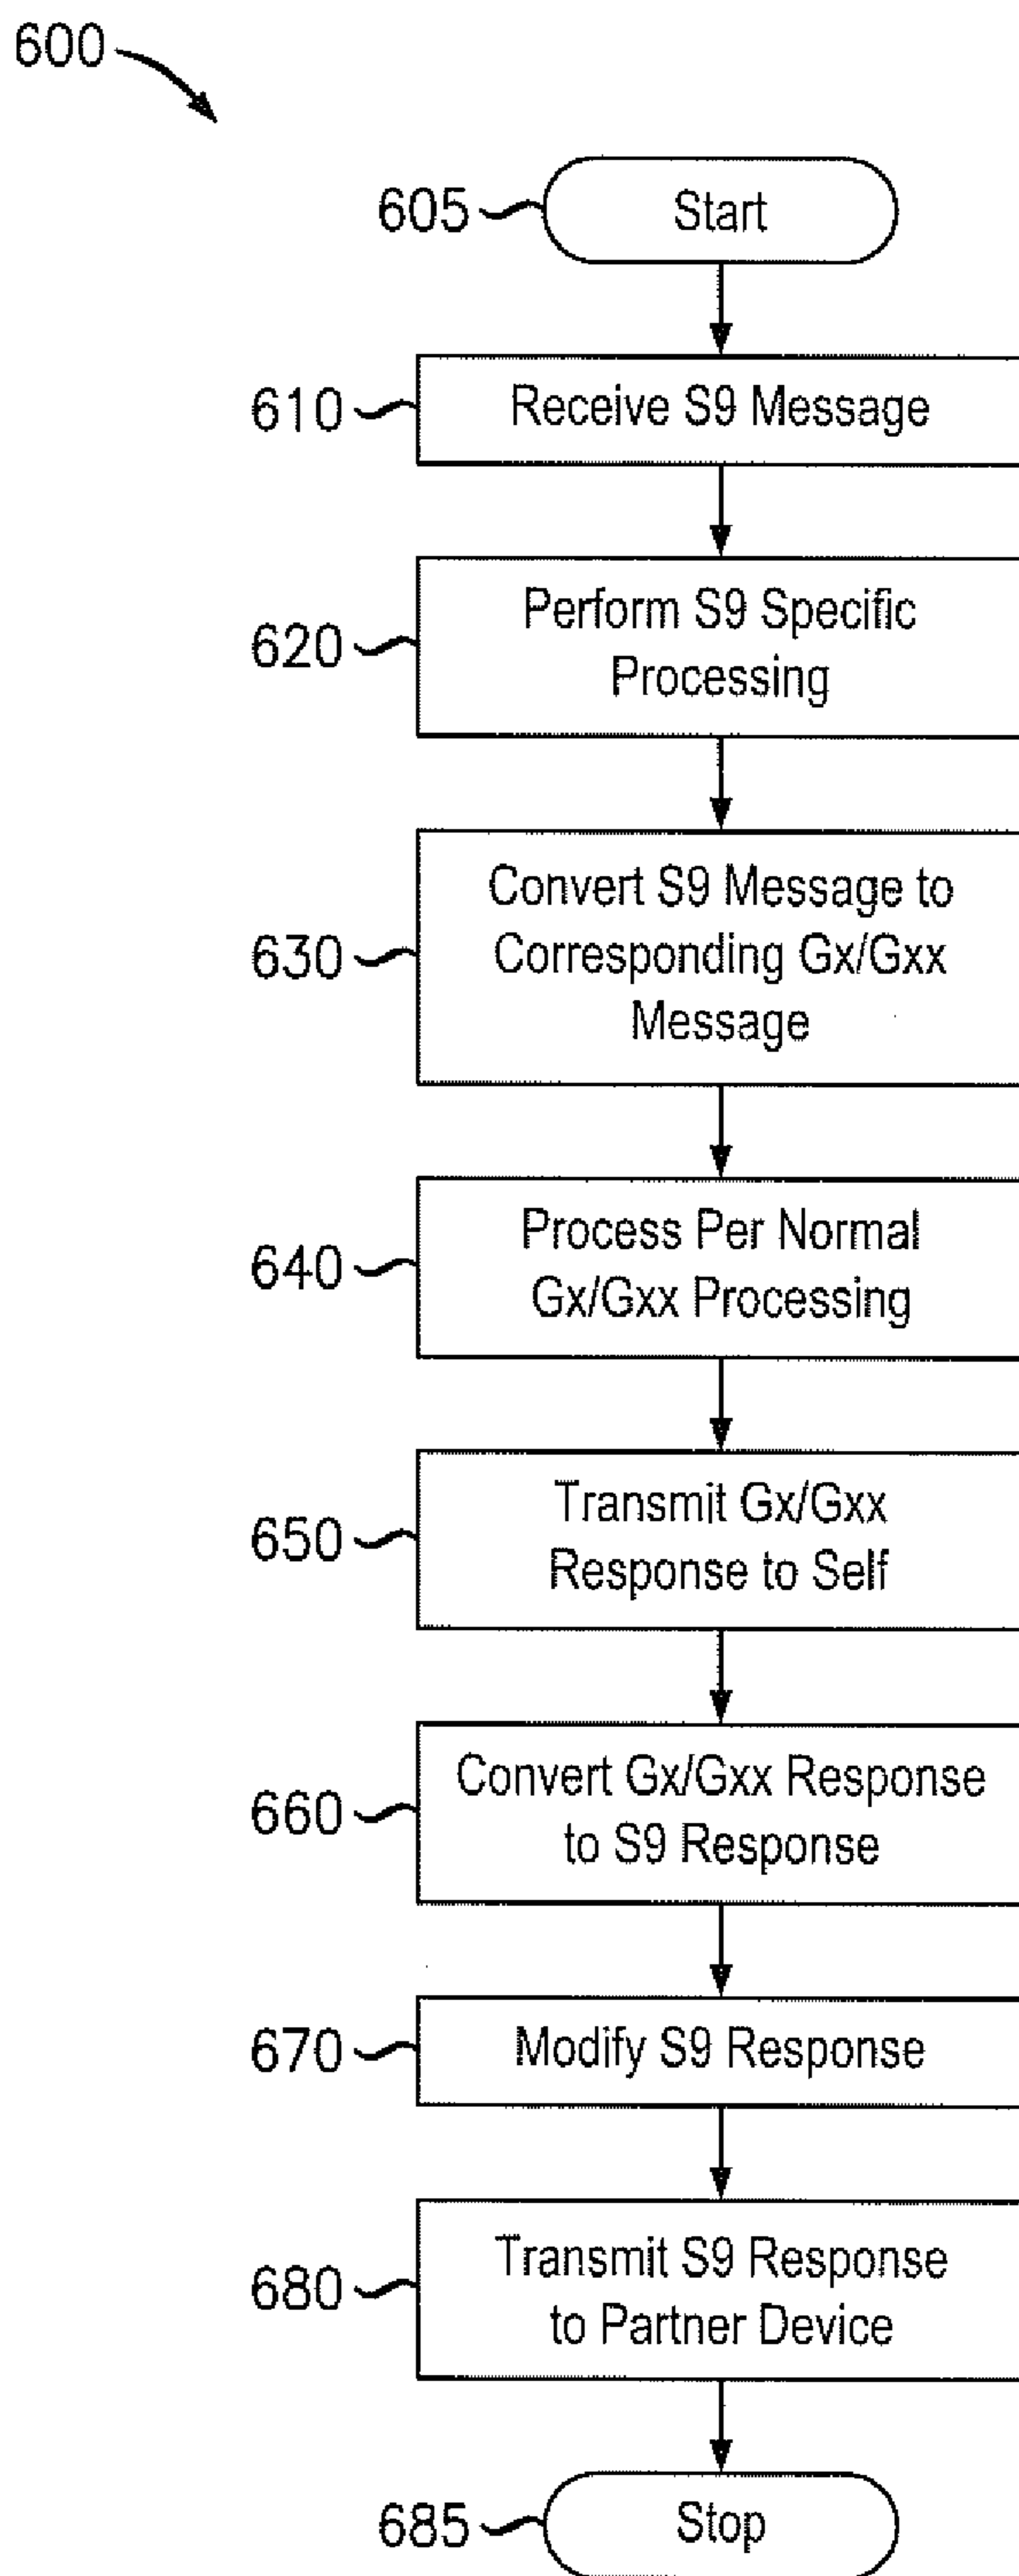 600
605
Start
610
Receive S9 Message
620
Perform S9 Specific
Processing
630
Convert S9 Message to
Corresponding Gx/Gxx
Message
640
Process Per Normal
Gx/Gxx Processing
650
Transmit Gx/Gxx
Response to Self
660
Convert Gx/Gxx Response
to S9 Response
670
Modify S9 Response
680
Transmit S9 Response
to Partner Device
685
Stop